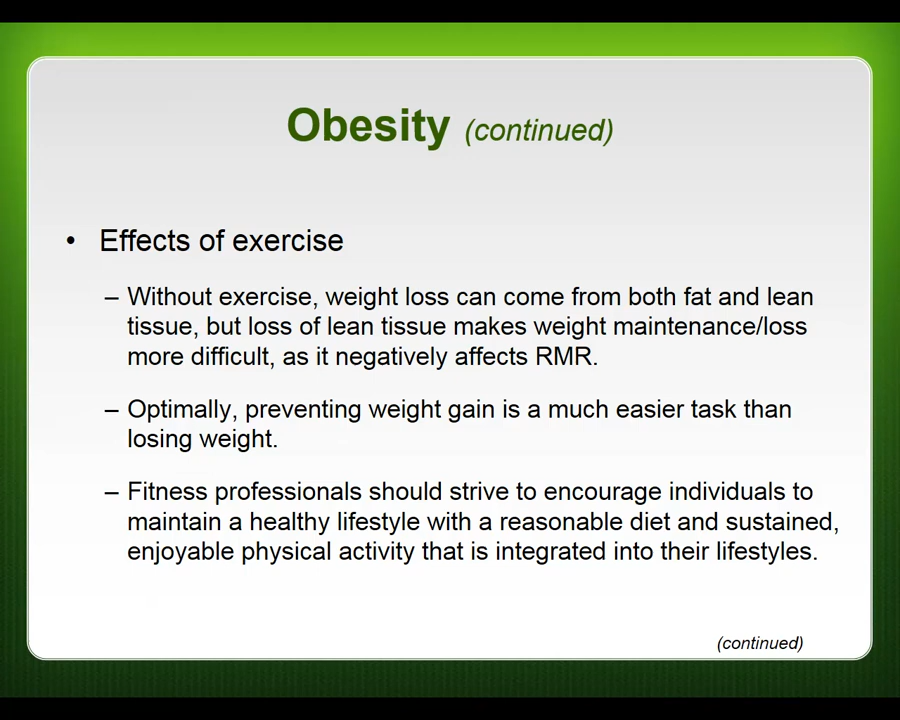 Obesity (continued)
• Effects of exercise
– Without exercise, weight loss can come from both fat and lean
tissue, but loss of lean tissue makes weight maintenance/loss
more difficult, as it negatively affects RMR.
– Optimally, preventing weight gain is a much easier task than
losing weight.
– Fitness professionals should strive to encourage individuals to
maintain a healthy lifestyle with a reasonable diet and sustained,
enjoyable physical activity that is integrated into their lifestyles.
(continued)